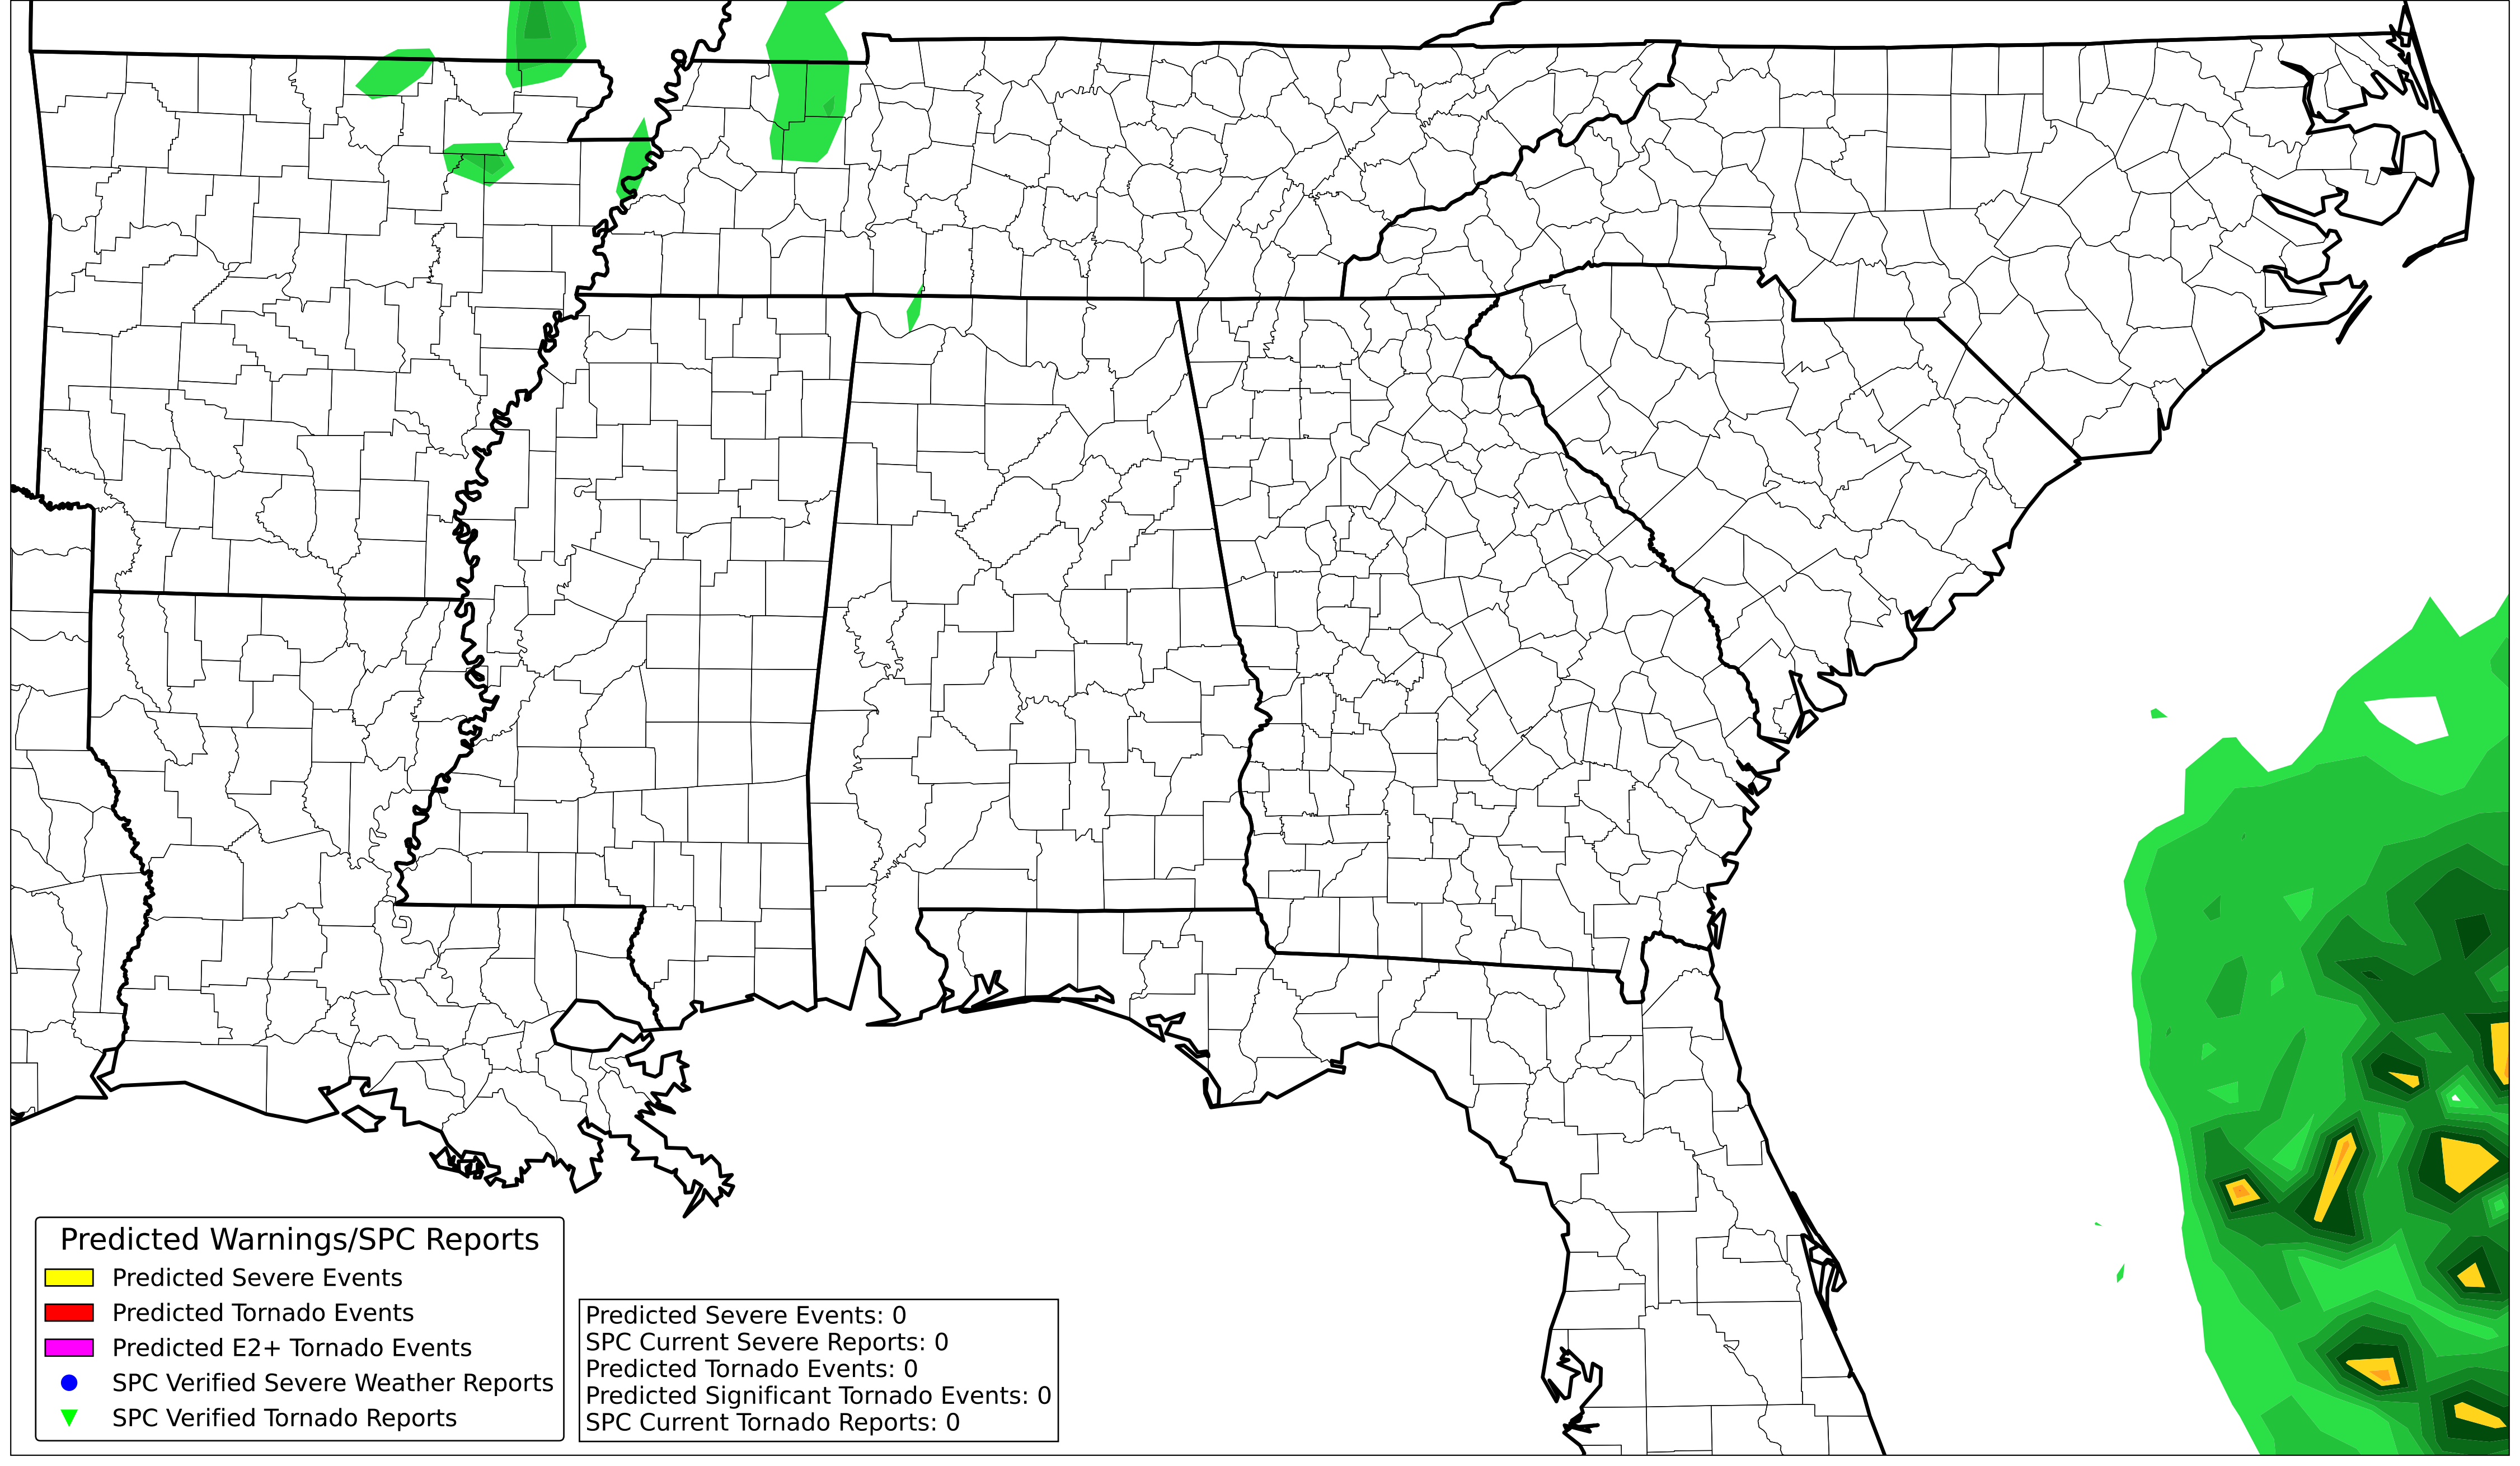 Predicted Warnings/SPC Reports
Predicted Severe Events
Predicted Tornado Events
Predicted E2+ Tornado Events
SPC Verified Severe Weather Reports
SPC Verified Tornado Reports
Predicted Severe Events: 0
SPC Current Severe Reports: 0
Predicted Tornado Events: 0
Predicted Significant Tornado Events: 0
SPC Current Tornado Reports: 0